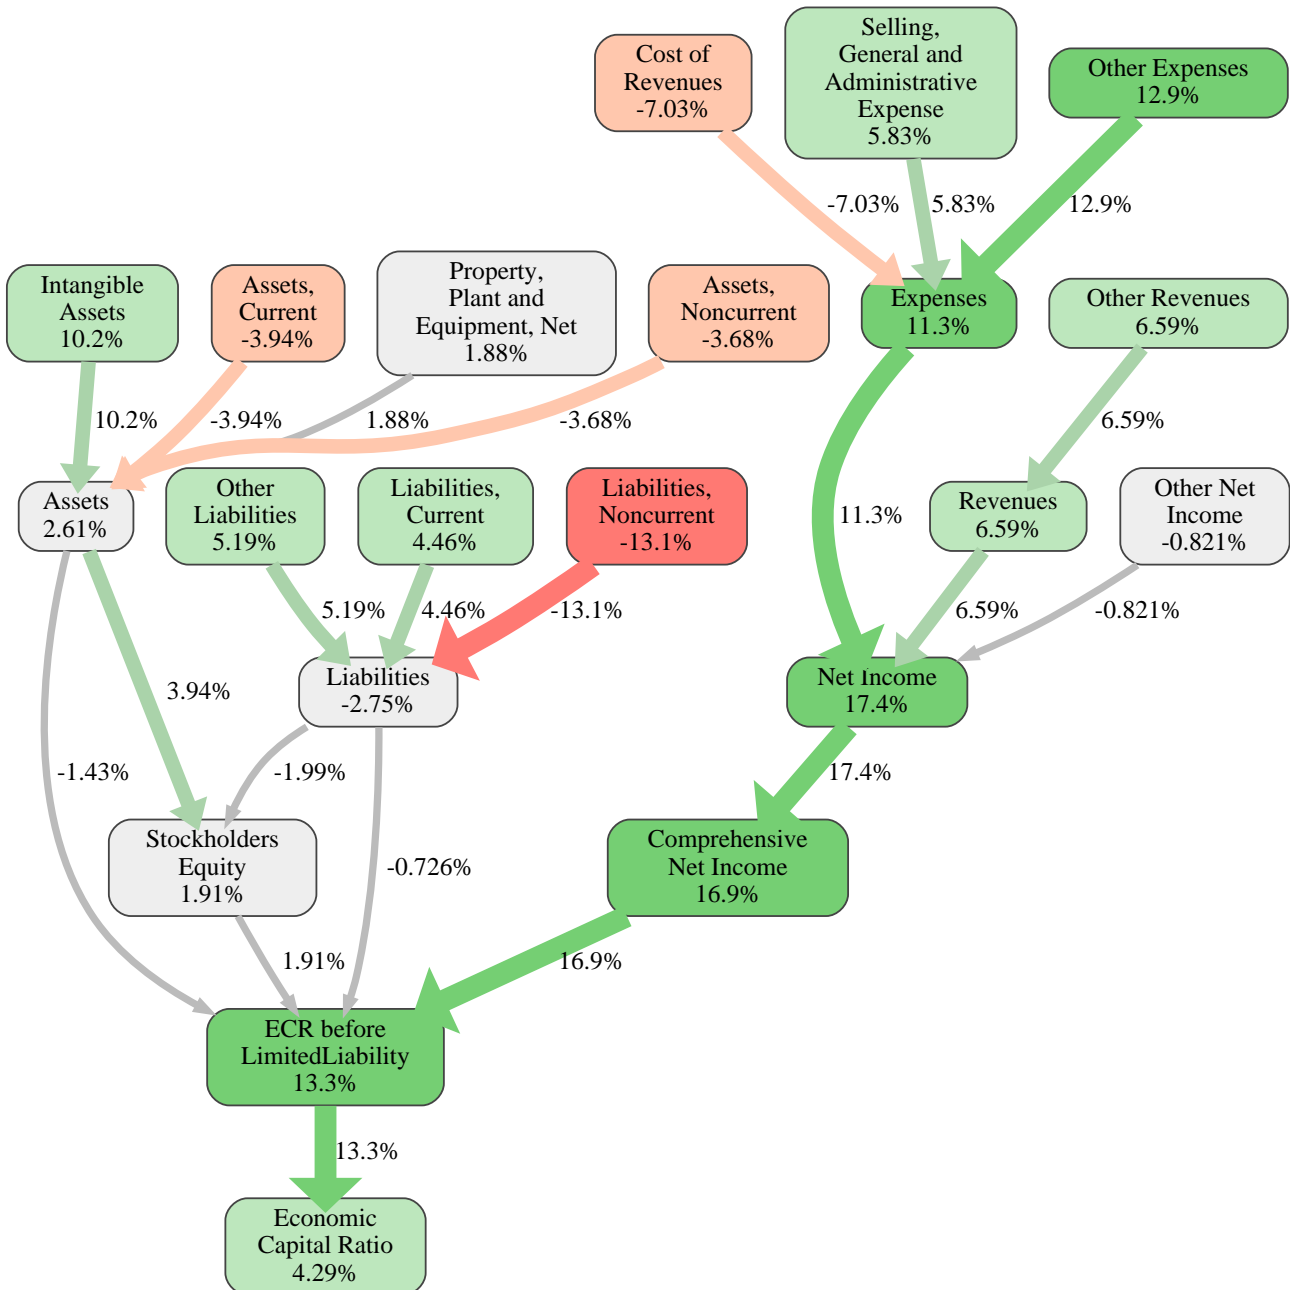 Cost of
Revenues
-7.03%
Selling,
General and
Administrative
Expense
5.83%
Other Expenses
12.9%
-7.03%
5.83%
12.9%
Intangible
Assets
10.2%
Assets,
Current
-3.94%
Property,
Plant and
Equipment, Net
1.88%
Assets,
Noncurrent
-3.68%
Expenses
11.3%
Other Revenues
6.59%
10.2%
-3.94%
1.88%
-3.68%
6.59%
Assets
2.61%
Other
Liabilities
5.19%
Liabilities,
Current
4.46%
Liabilities,
Noncurrent
-13.1%
11.3%
Revenues
6.59%
Other Net
Income
-0.821%
5.19%
4.46%
-13.1%
6.59%
-0.821%
3.94%
Liabilities
-2.75%
Net Income
17.4%
-1.43%
-1.99%
17.4%
Stockholders
Equity
1.91%
-0.726%
Comprehensive
Net Income
16.9%
1.91%
16.9%
ECR before
LimitedLiability
13.3%
13.3%
Economic
Capital Ratio
4.29%